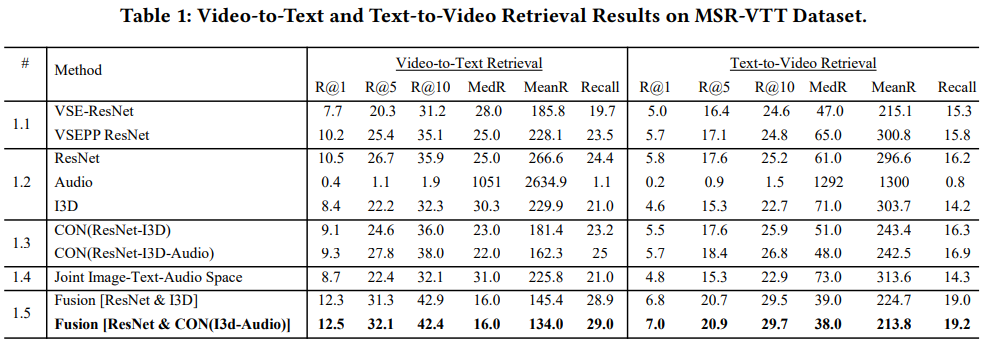 Table 1: Video-to-Text and Text-to-Video Retrieval Results on MSR-VTT Dataset.
# Method Video-to-Text Retrieval Text-to-Video Retrieval
R@1 R@5 R@10 MedR MeanR Recall R@1 R@5 R@10 MedR MeanR Recall
1.1 VSE-ResNet 7.7 20.3 31.2 28.0 185.8 19.7 5.0 16.4 24.6 47.0 215.1 15.3
VSEPP ResNet 10.2 25.4 35.1 25.0 228.1 23.5 5.7 17.1 24.8 65.0 300.8 15.8
1.2 ResNet 10.5 26.7 35.9 25.0 266.6 24.4 5.8 17.6 25.2 61.0 296.6 16.2
Audio 0.4 1.1 1.9 1051 2634.9 1.1 0.2 0.9 1.5 1292 1300 0.8
I3D 8.4 22.2 32.3 30.3 229.9 21.0 4.6 15.3 22.7 71.0 303.7 14.2
1.3 CON(ResNet-I3D) 9.1 24.6 36.0 23.0 181.4 23.2 5.5 17.6 25.9 51.0 243.4 16.3
CON(ResNet-I3D-Audio) 9.3 27.8 38.0 22.0 162.3 25 5.7 18.4 26.8 48.0 242.5 16.9
1.4 Joint Image-Text-Audio Space 8.7 22.4 32.1 31.0 225.8 21.0 4.8 15.3 22.9 73.0 313.6 14.3
1.5 Fusion [ResNet & I3D] 12.3 31.3 42.9 16.0 145.4 28.9 6.8 20.7 29.5 39.0 224.7 19.0
Fusion [ResNet & CON(I3d-Audio)] 12.5 32.1 42.4 16.0 134.0 29.0 7.0 20.9 29.7 38.0 213.8 19.2